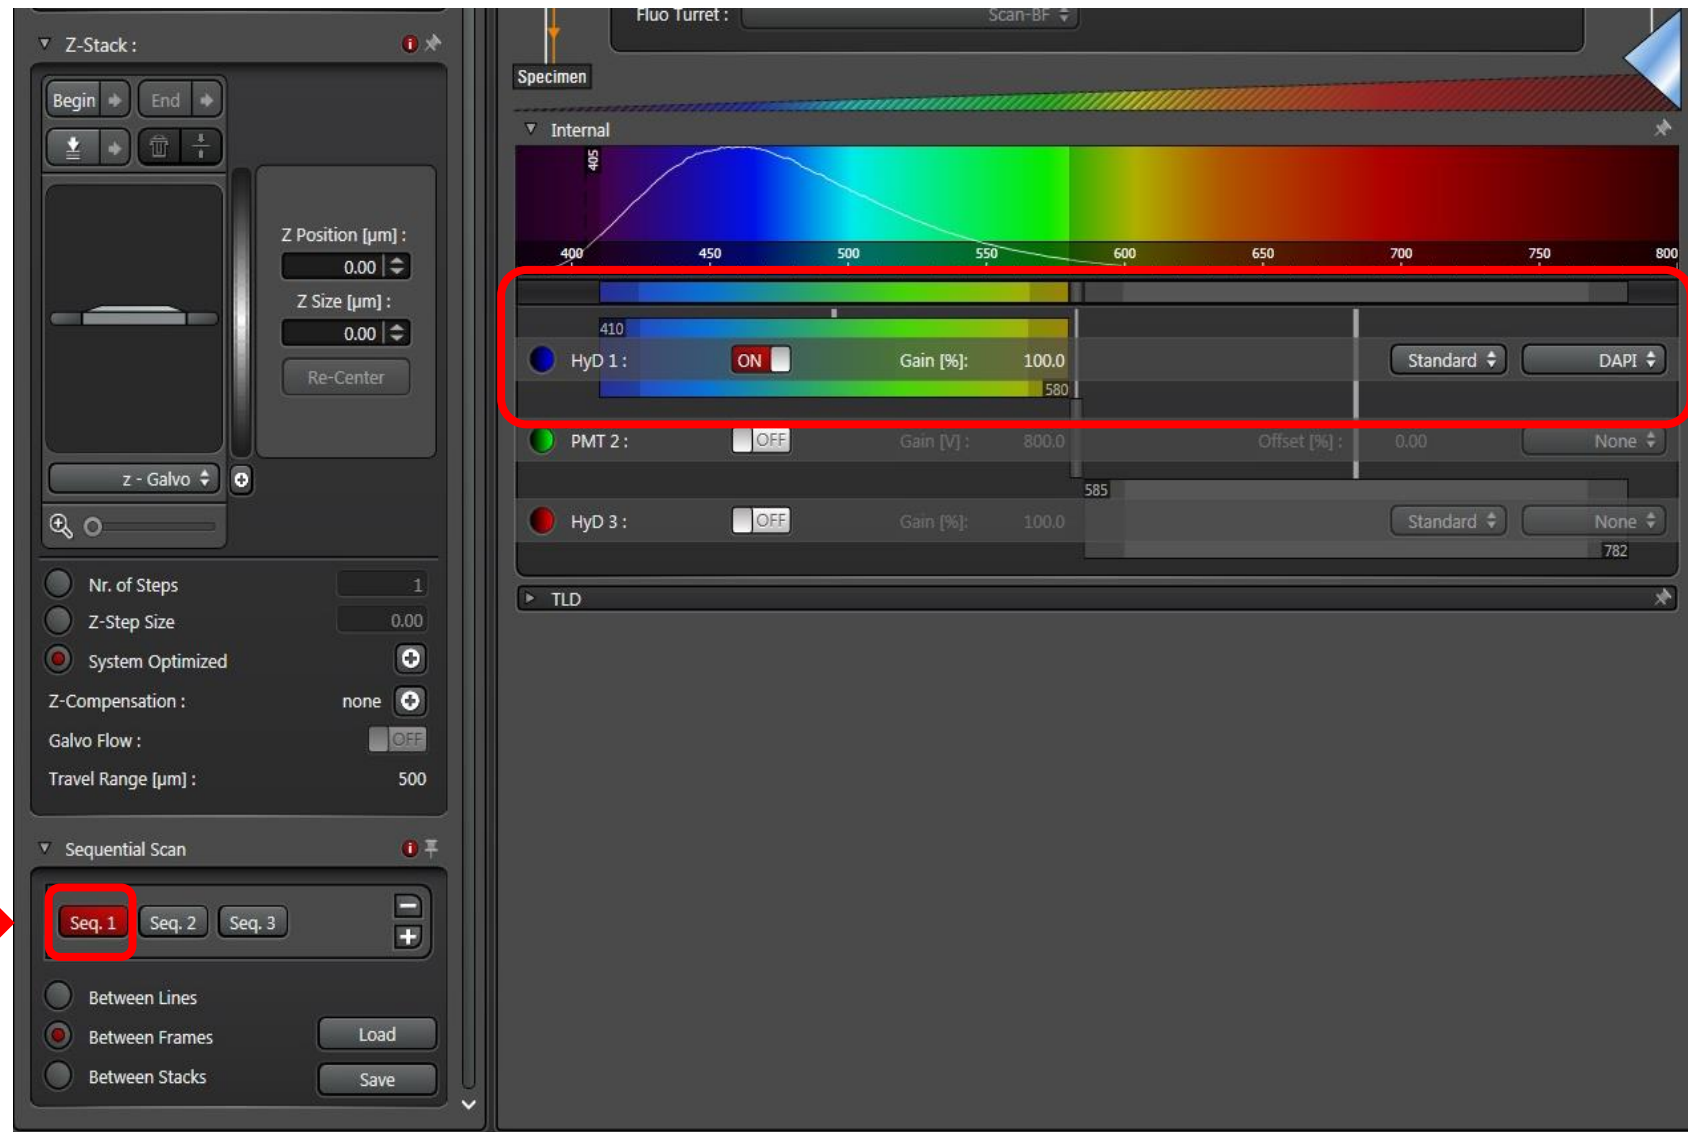 Z-Stack :
Begin
End
Z Position [µm] :
0.00
Z Size [µm] :
0.00
Re-Center
z - Galvo
Nr. of Steps
1
Z-Step Size
0.00
System Optimized
Z-Compensation :
none
Galvo Flow :
OFF
Travel Range [µm] :
500
Sequential Scan
Seq. 1
Seq. 2
Seq. 3
Between Lines
Between Frames
Load
Between Stacks
Save
Fluo Turret :
Scan-BF
Specimen
Internal
405
400 450 500 550 600 650 700 750 800
410
HyD 1 :
ON
Gain [%]:
100.0
Standard
DAPI
580
PMT 2 :
OFF
Gain [V] :
800.0
Offset [%] :
0.00
None
585
HyD 3 :
OFF
Gain [%]:
100.0
Standard
None
782
TLD